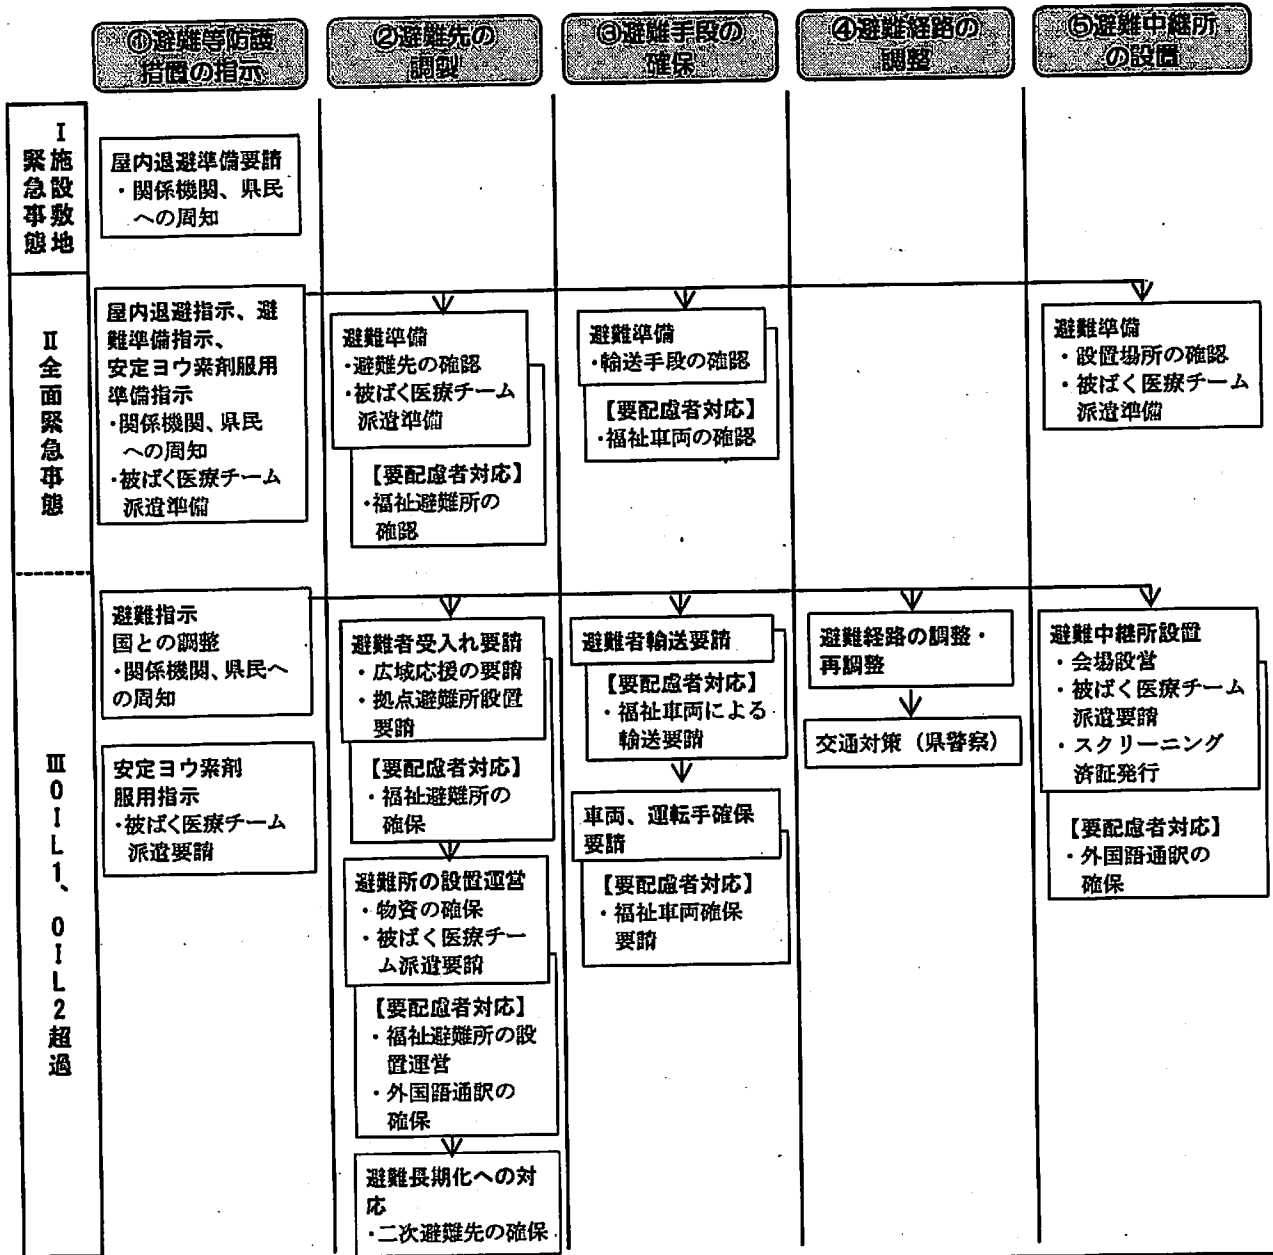 ①避難等防護
措置の指示
②避難先の
調製
③避難手段の
確保
④避難経路の
調整
⑤避難中継所
の設置
Ⅰ施設敷地
緊急事態
屋内退避準備要請
・関係機関、県民
への周知
Ⅱ全面緊急事態
屋内退避指示、避
難準備指示、
安定ヨウ素剤服用
準備指示
・関係機関、県民
への周知
・被ばく医療チーム
派遣準備
避難準備
・避難先の確認
・被ばく医療チーム
派遣準備
【要配慮者対応】
・福祉避難所の
確認
避難準備
・輸送手段の確認
【要配慮者対応】
・福祉車両の確認
避難準備
・設置場所の確認
・被ばく医療チーム
派遣準備
ⅢOIL1、OIL2超過
避難指示
国との調整
・関係機関、県民へ
の周知
安定ヨウ素剤
服用指示
・被ばく医療チーム
派遣要請
避難者受入れ要請
・広域応援の要請
・拠点避難所設置
要請
【要配慮者対応】
・福祉避難所の
確保
避難所の設置運営
・物資の確保
・被ばく医療チー
ム派遣要請
【要配慮者対応】
・福祉避難所の設
置運営
・外国語通訳の
確保
避難長期化への対
応
・二次避難先の確保
避難者輸送要請
【要配慮者対応】
・福祉車両による
輸送要請
車両、運転手確保
要請
【要配慮者対応】
・福祉車両確保
要請
避難経路の調整・
再調整
交通対策（県警察）
避難中継所設置
・会場設営
・被ばく医療チーム
派遣要請
・スクリーニング
済証発行
【要配慮者対応】
・外国語通訳の
確保